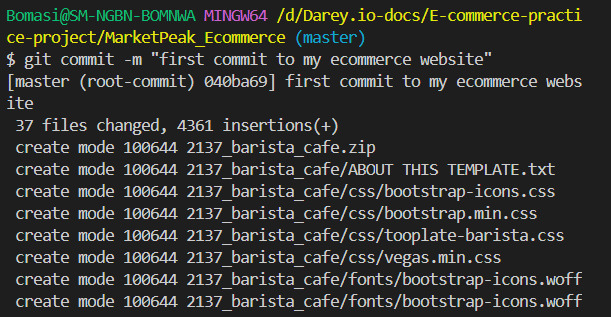 Bomasi@SM-NGBN-BOMNWA MINGW64 /d/Darey.io-docs/E-commerce-practi
ce-project/MarketPeak_Ecommerce (master)
$ git commit -m "first commit to my ecommerce website"
[master (root-commit) 040ba69] first commit to my ecommerce webs
ite
 37 files changed, 4361 insertions(+)
 create mode 100644 2137_barista_cafe.zip
 create mode 100644 2137_barista_cafe/ABOUT THIS TEMPLATE.txt
 create mode 100644 2137_barista_cafe/css/bootstrap-icons.css
 create mode 100644 2137_barista_cafe/css/bootstrap.min.css
 create mode 100644 2137_barista_cafe/css/tooplate-barista.css
 create mode 100644 2137_barista_cafe/css/vegas.min.css
 create mode 100644 2137_barista_cafe/fonts/bootstrap-icons.woff
 create mode 100644 2137_barista_cafe/fonts/bootstrap-icons.woff